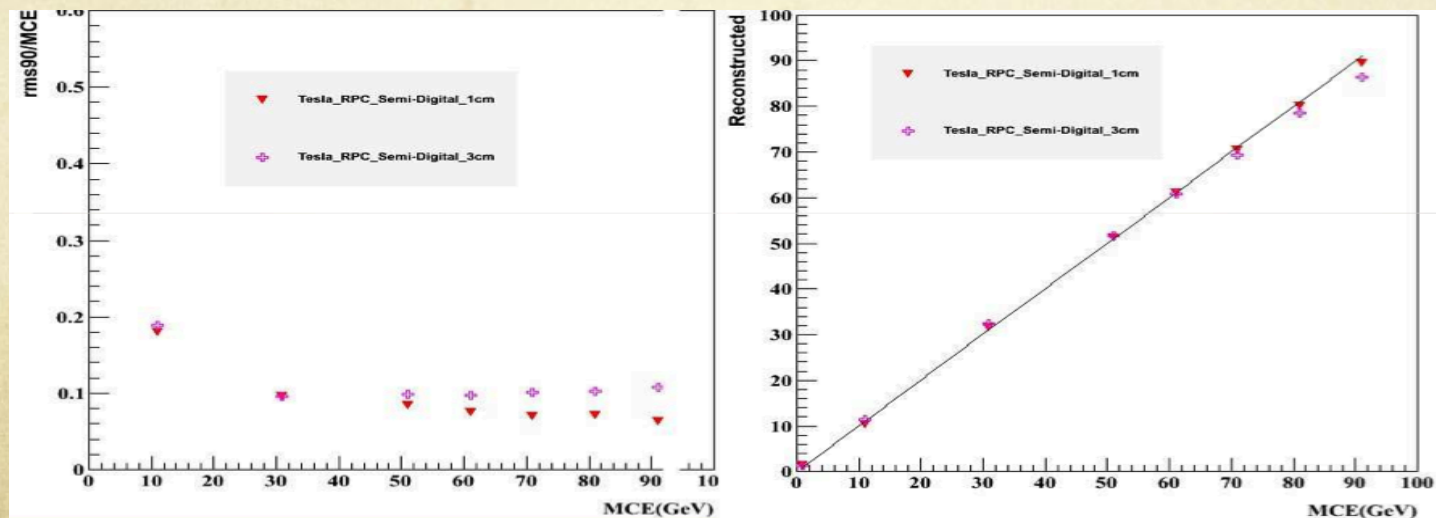 0.6
rms90/MCE
0.5
0.4
0.3
0.2
0.1
0
Tesla_RPC_Semi-Digital_1cm
Tesla_RPC_Semi-Digital_3cm
0 10 20 30 40 50 60 70 80 90 10
MCE(GeV)
100
Reconstructed
90
80
70
60
50
40
30
20
10
0
Tesla_RPC_Semi-Digital_1cm
Tesla_RPC_Semi-Digital_3cm
0 10 20 30 40 50 60 70 80 90 100
MCE(GeV)